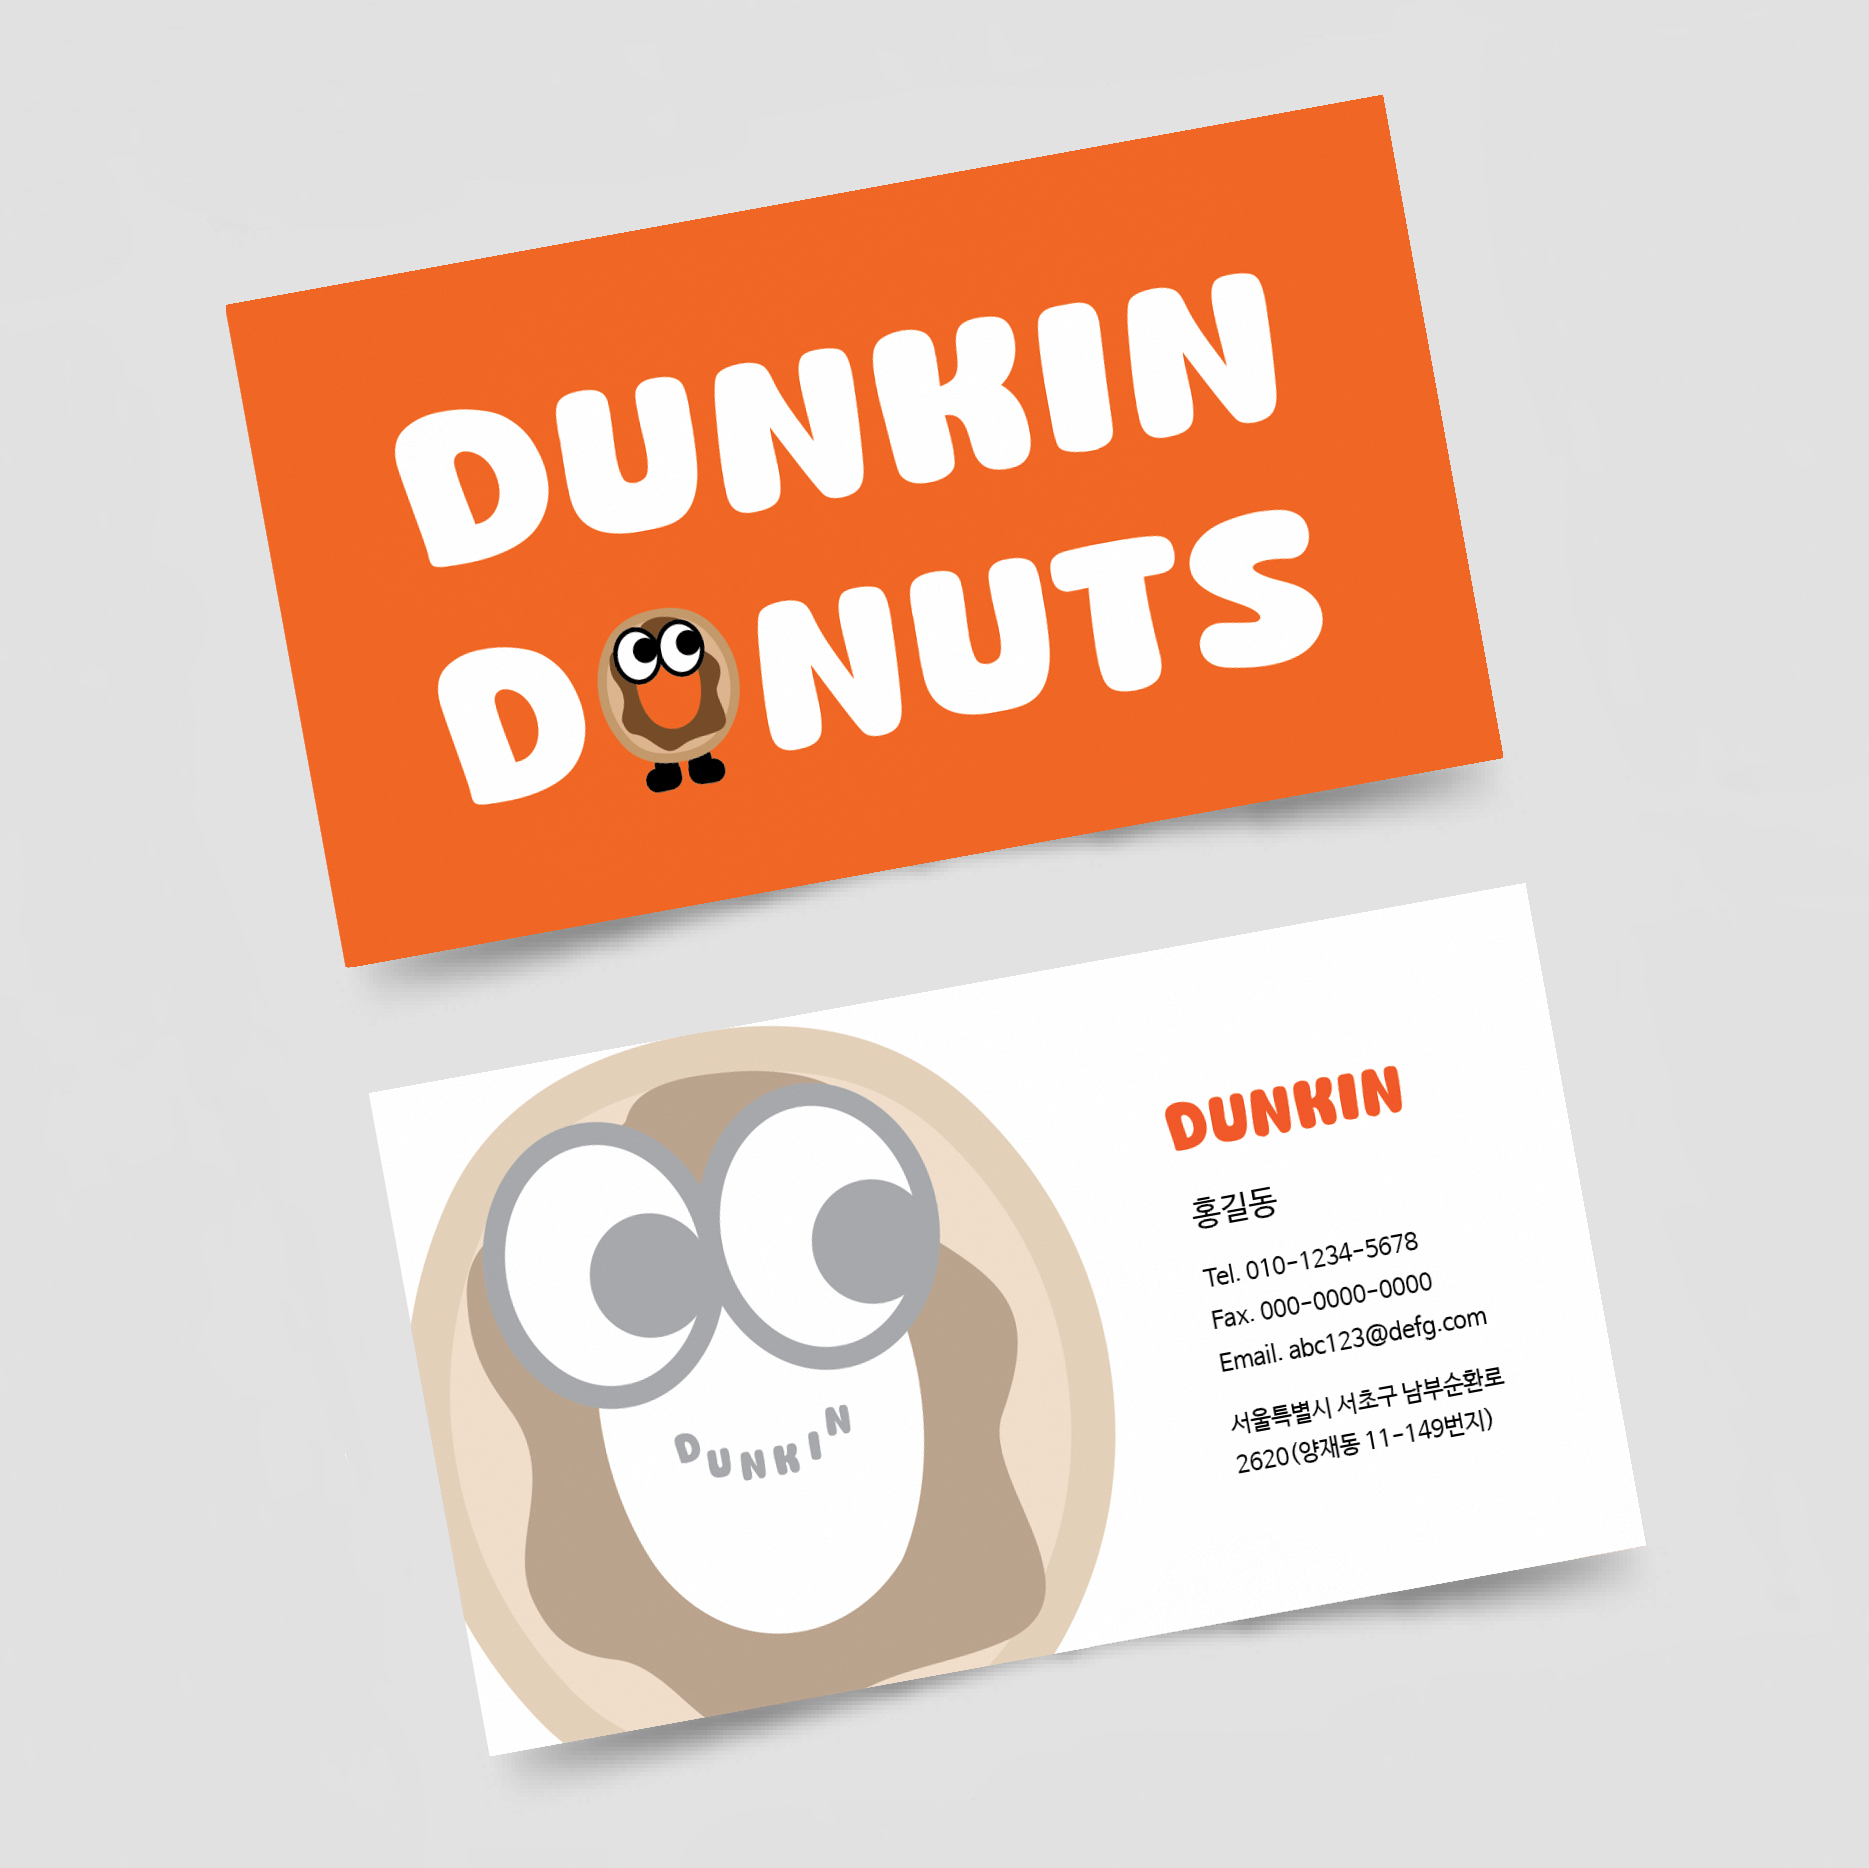 DUNKIN
DONUTS
DUNKIN
DUNKIN
홍길동
Tel. 010-1234-5678
Fax. 000-0000-0000
Email. abc123@defg.com
서울특별시 서초구 남부순환로
2620(양재동 11-149번지)